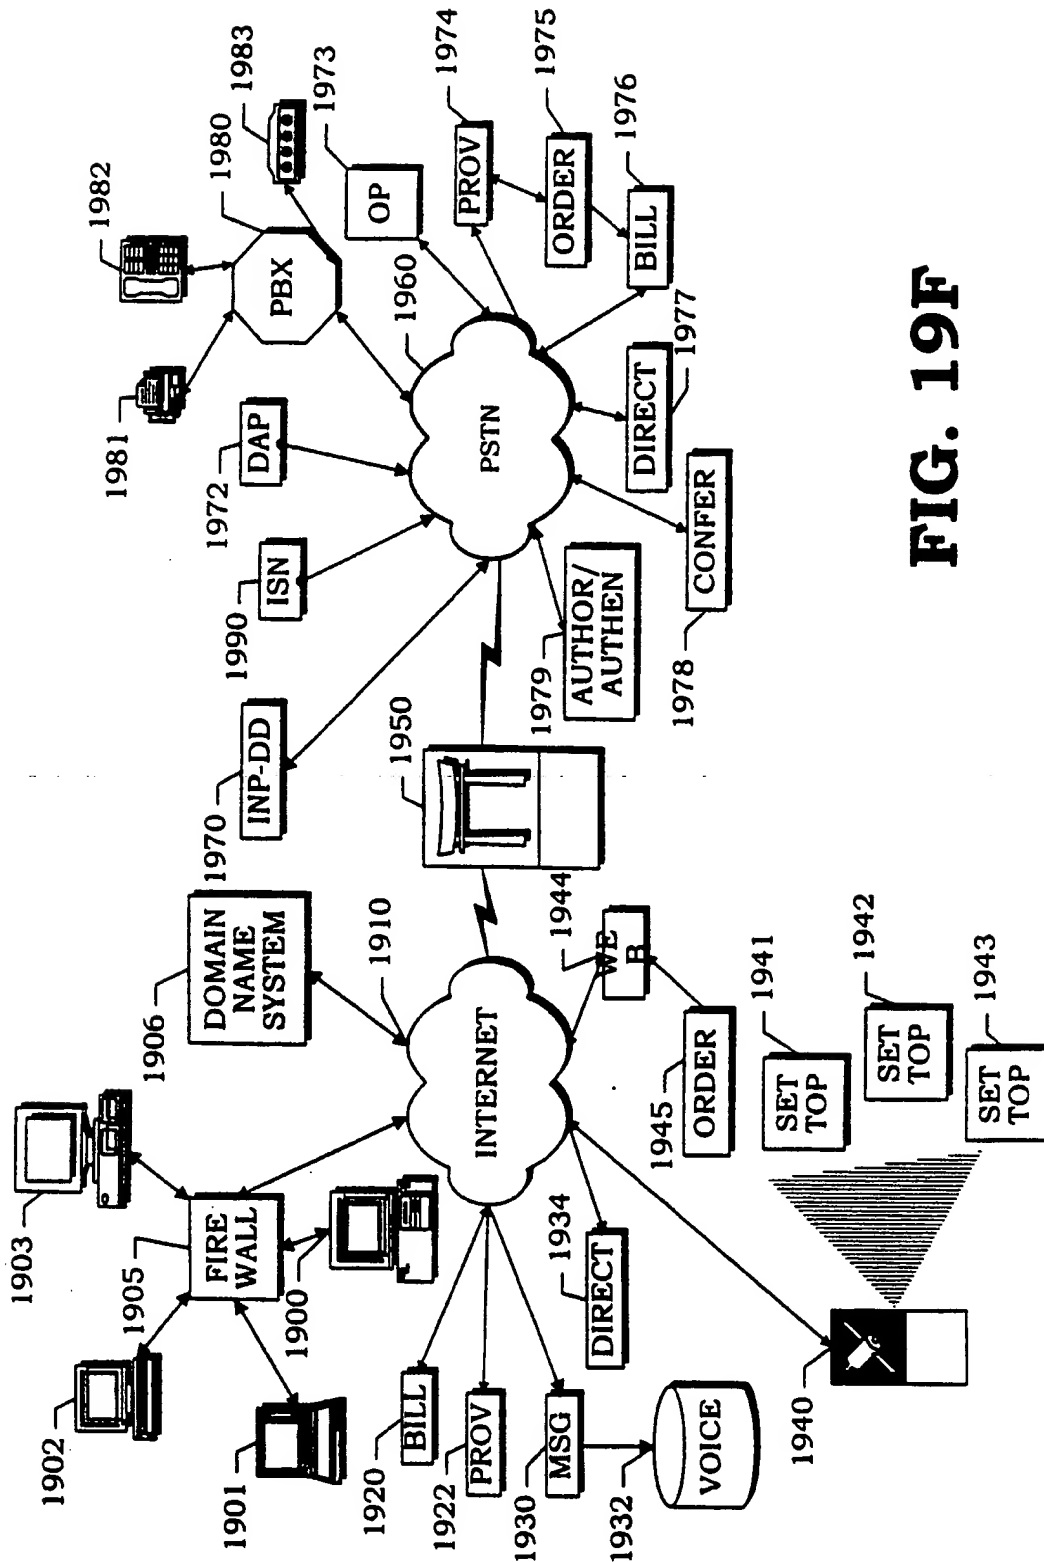 1902
1903
1901
1905
FIRE
WALL
1900
1906
DOMAIN
NAME
SYSTEM
1910
INTERNET
1920
BILL
1922
PROV
1930
MSG
1932
VOICE
1934
DIRECT
1940
1944
WE
B
1945
ORDER
1941
SET
TOP
1942
SET
TOP
1943
SET
TOP
1950
1970
INP-DD
1990
ISN
1972
DAP
1981
1982
1980
PBX
1983
1960
PSTN
1973
OP
1974
PROV
1975
ORDER
1976
BILL
1977
DIRECT
1978
CONFER
1979
AUTHOR/
AUTHEN
FIG. 19F